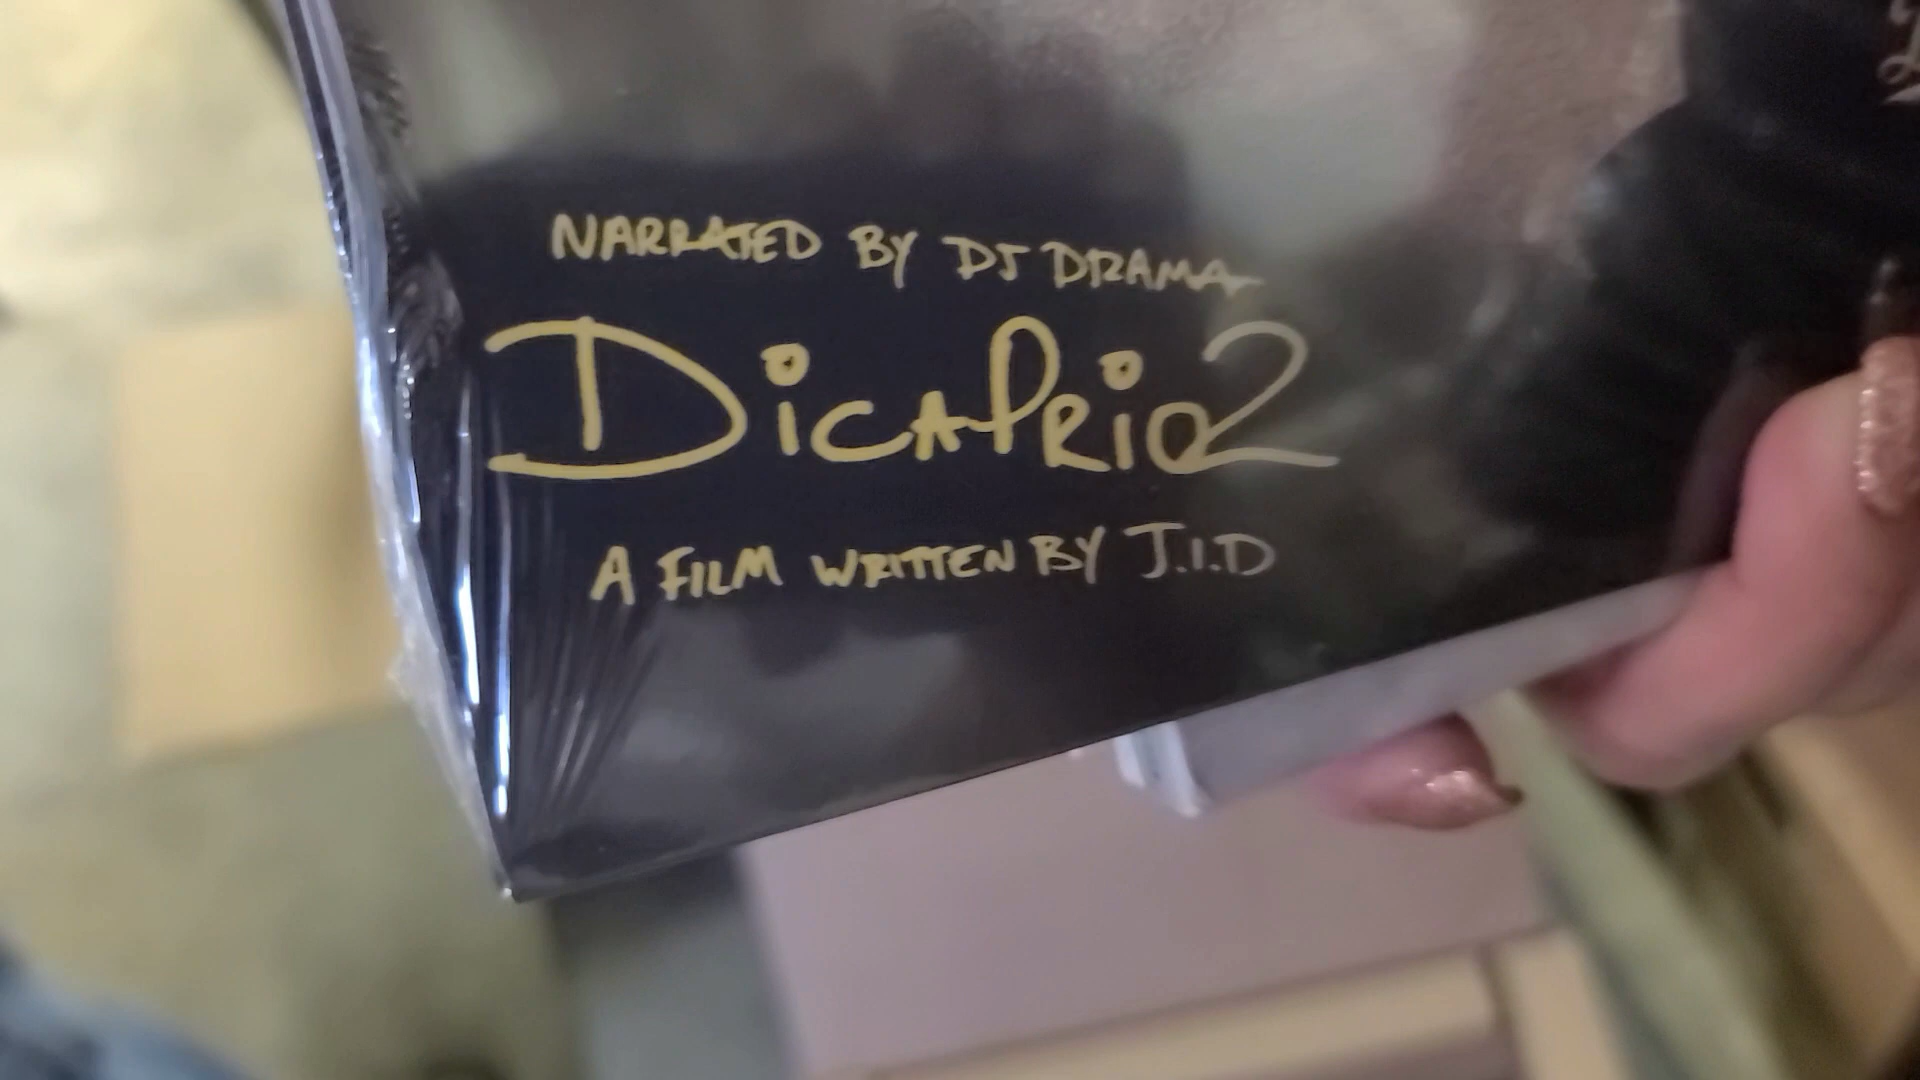 NARRATED BY DJ DRAMA
DiCAPRiO2
A FILM WRITTEN BY J.I.D